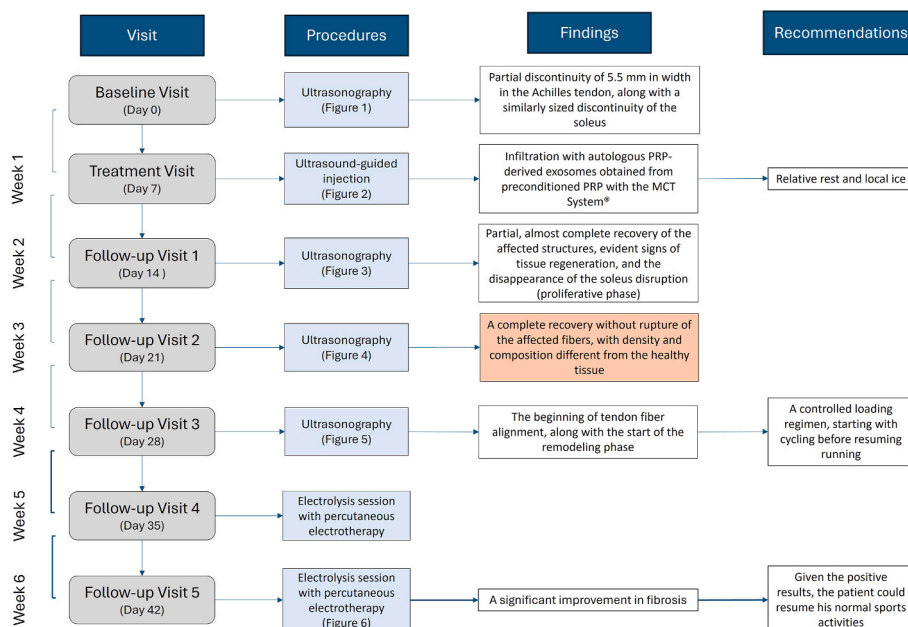 Visit
Procedures
Findings
Recommendations
Week 1
Week 2
Week 3
Week 4
Week 5
Week 6
Baseline Visit
(Day 0)
Ultrasonography
(Figure 1)
Partial discontinuity of 5.5 mm in width
in the Achilles tendon, along with a
similarly sized discontinuity of the
soleus
Treatment Visit
(Day 7)
Ultrasound-guided
injection
(Figure 2)
Infiltration with autologous PRP-
derived exosomes obtained from
preconditioned PRP with the MCT
System®
Relative rest and local ice
Follow-up Visit 1
(Day 14 )
Ultrasonography
(Figure 3)
Partial, almost complete recovery of the
affected structures, evident signs of
tissue regeneration, and the
disappearance of the soleus disruption
(proliferative phase)
Follow-up Visit 2
(Day 21)
Ultrasonography
(Figure 4)
A complete recovery without rupture of
the affected fibers, with density and
composition different from the healthy
tissue
Follow-up Visit 3
(Day 28)
Ultrasonography
(Figure 5)
The beginning of tendon fiber
alignment, along with the start of the
remodeling phase
A controlled loading
regimen, starting with
cycling before resuming
running
Follow-up Visit 4
(Day 35)
Electrolysis session
with percutaneous
electrotherapy
Follow-up Visit 5
(Day 42)
Electrolysis session
with percutaneous
electrotherapy
(Figure 6)
A significant improvement in fibrosis
Given the positive
results, the patient could
resume his normal sports
activities